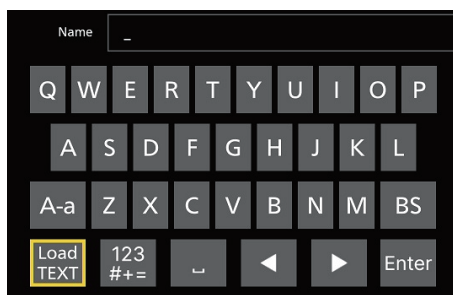 Name _
Q W E R T Y U I O P
A S D F G H J K L
A-a Z X C V B N M BS
Load 123
TEXT #+= ␣ ◀ ▶ Enter